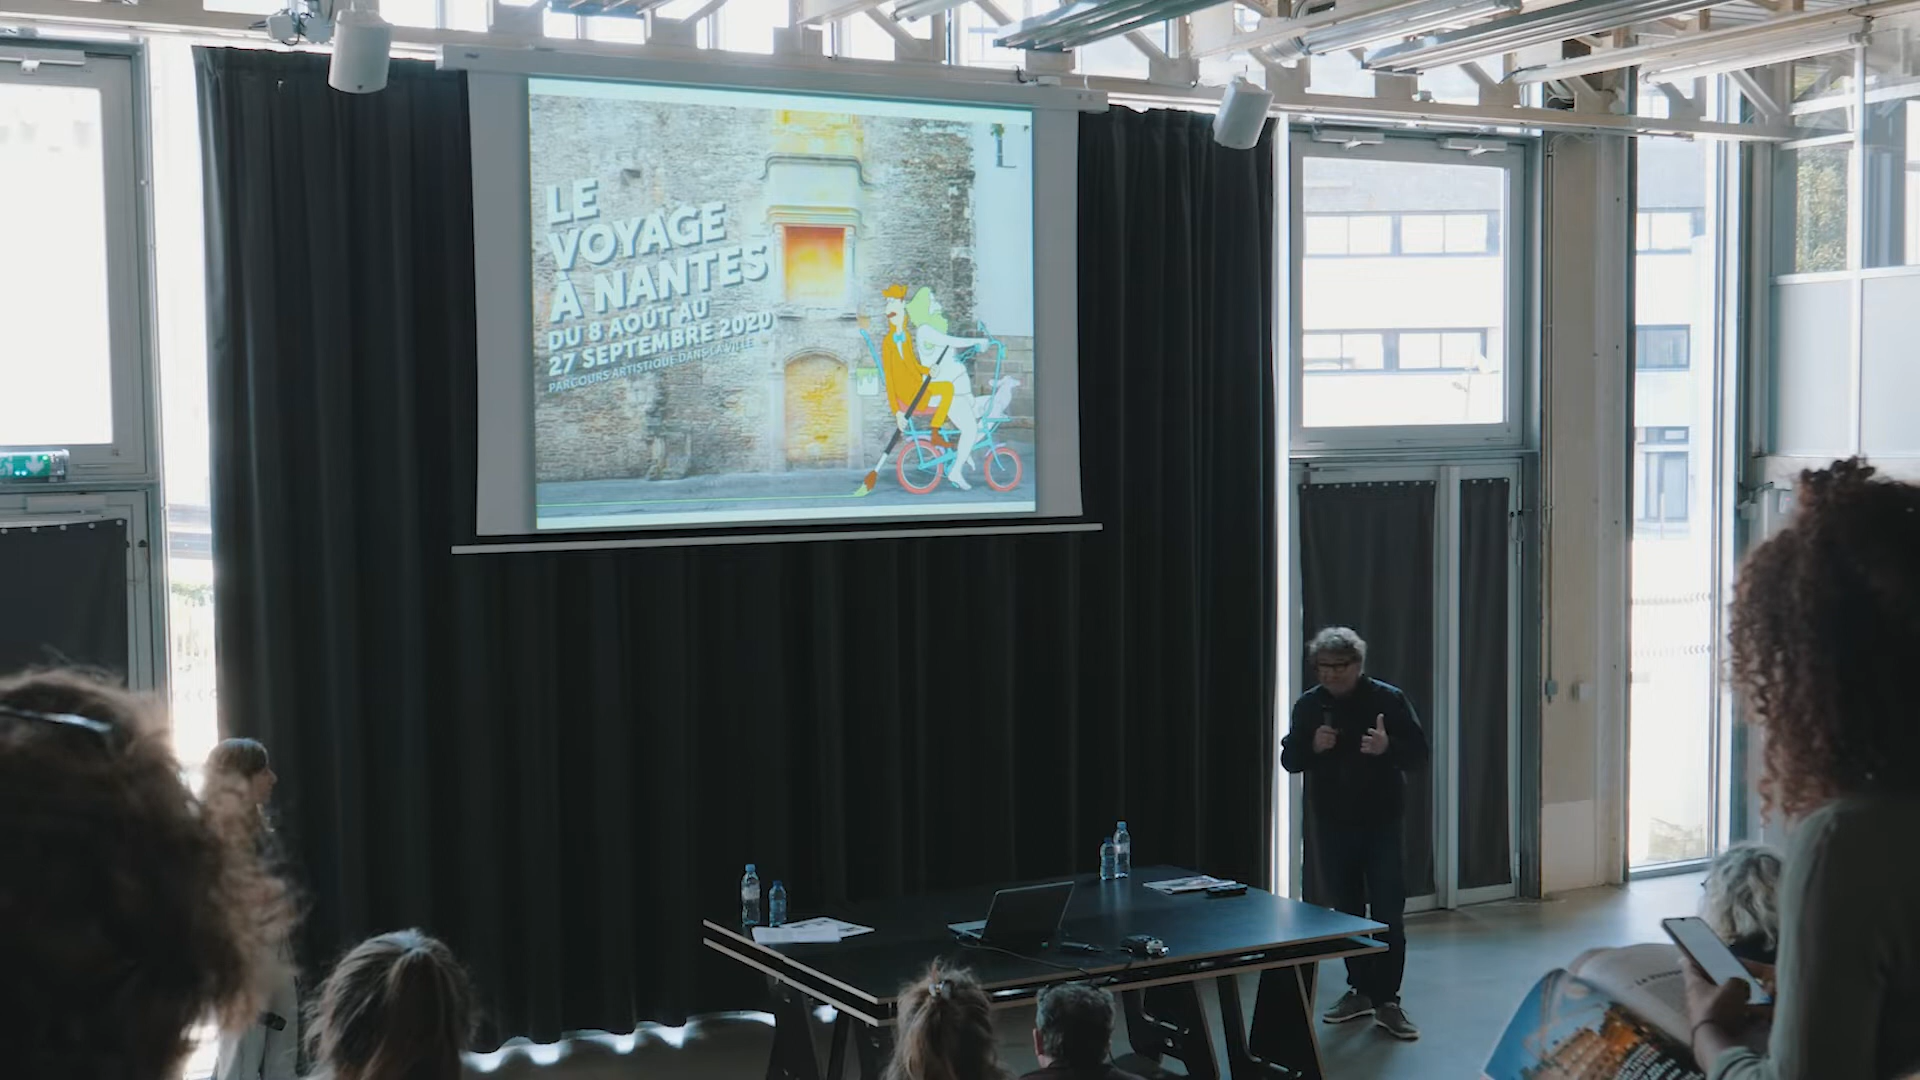 LE
VOYAGE
À NANTES
DU 8 AOÛT AU
27 SEPTEMBRE 2020
PARCOURS ARTISTIQUE DANS LA VILLE